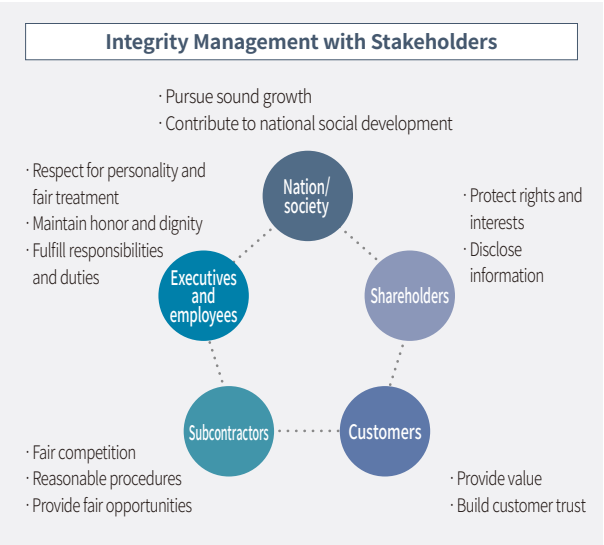 Integrity Management with Stakeholders
· Pursue sound growth
· Contribute to national social development
Nation/
society
· Respect for personality and
fair treatment
· Maintain honor and dignity
· Fulfill responsibilities
and duties
Executives
and
employees
· Protect rights and
interests
· Disclose
information
Shareholders
Subcontractors
· Fair competition
· Reasonable procedures
· Provide fair opportunities
Customers
· Provide value
· Build customer trust